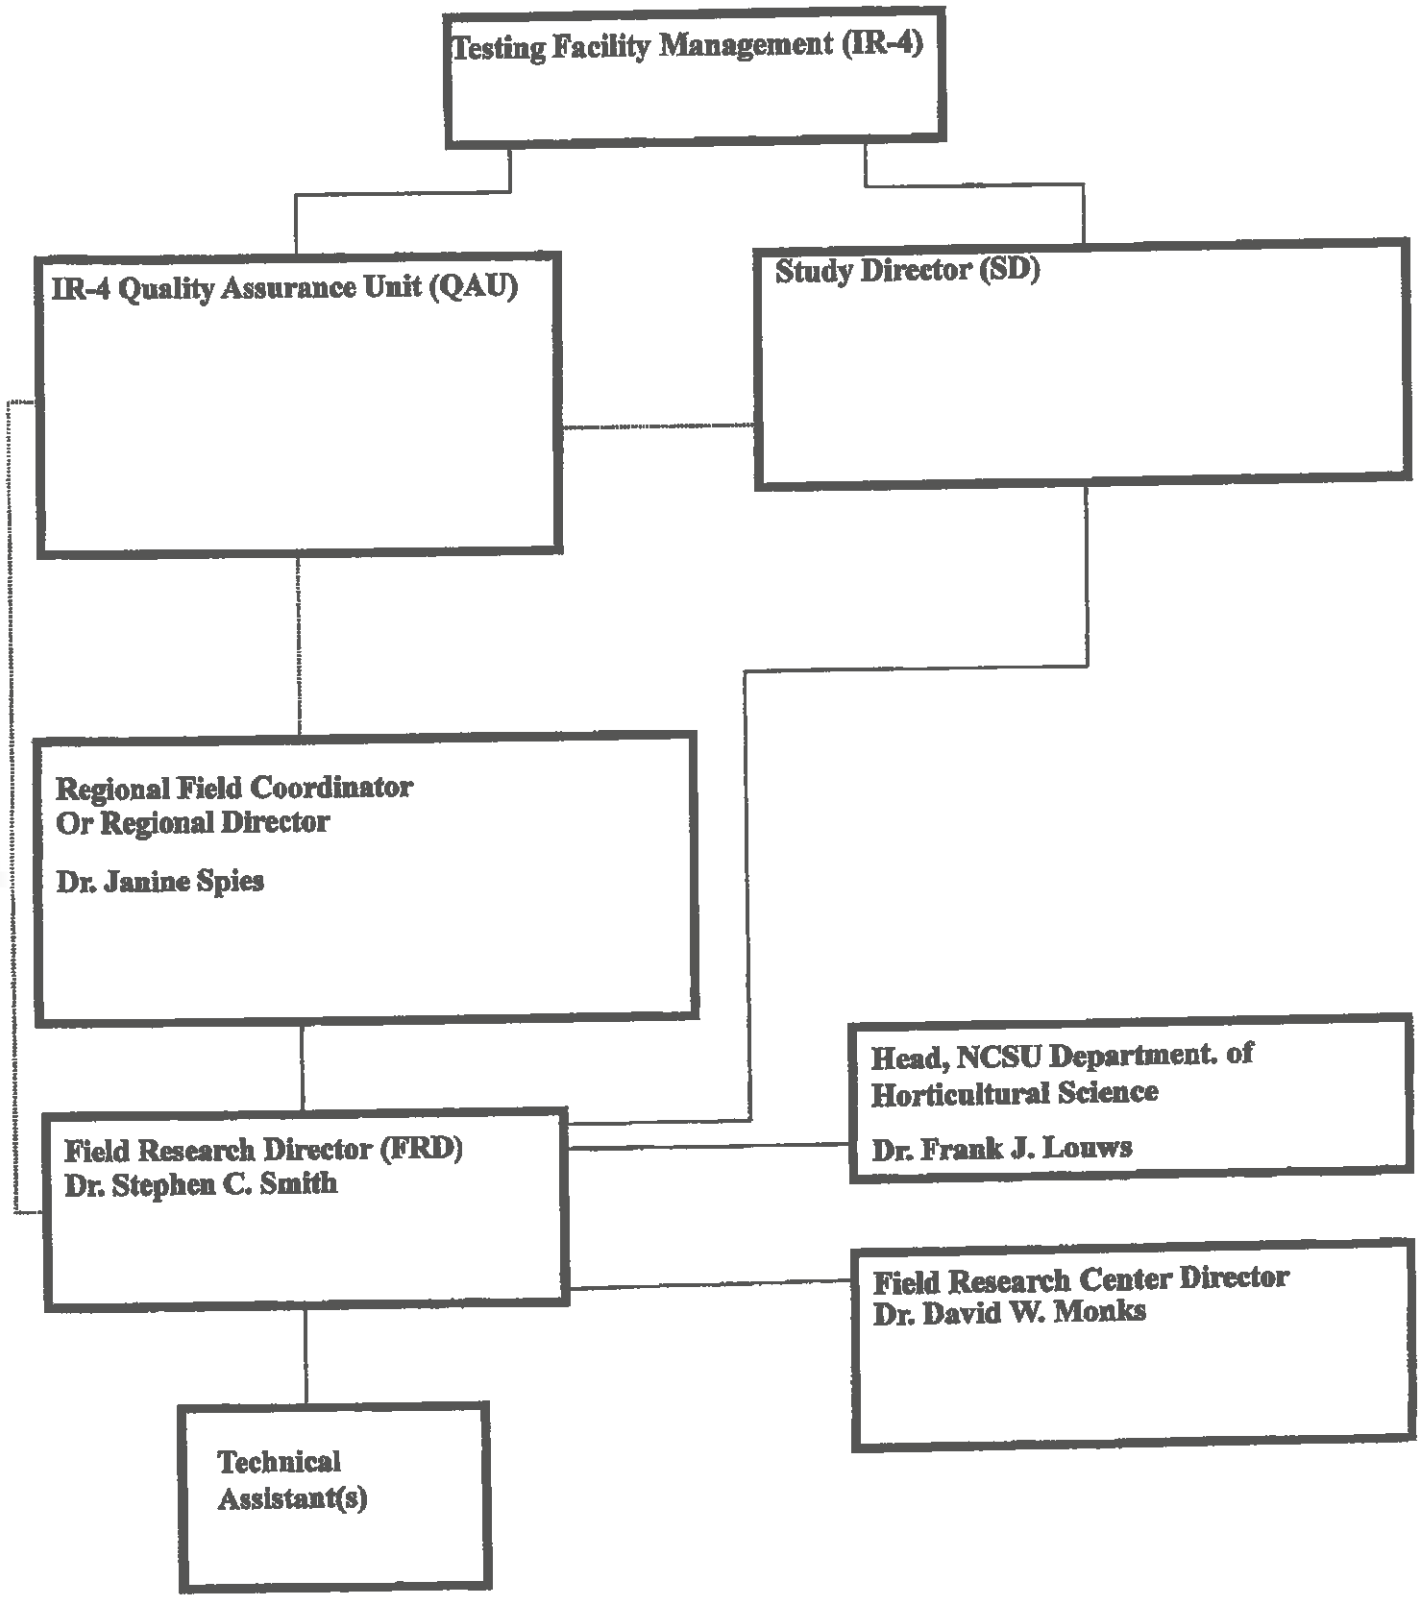 Testing Facility Management (IR-4)
IR-4 Quality Assurance Unit (QAU)
Study Director (SD)
Regional Field Coordinator
Or Regional Director
Dr. Janine Spies
Head, NCSU Department. of
Horticultural Science
Dr. Frank J. Louws
Field Research Director (FRD)
Dr. Stephen C. Smith
Field Research Center Director
Dr. David W. Monks
Technical
Assistant(s)